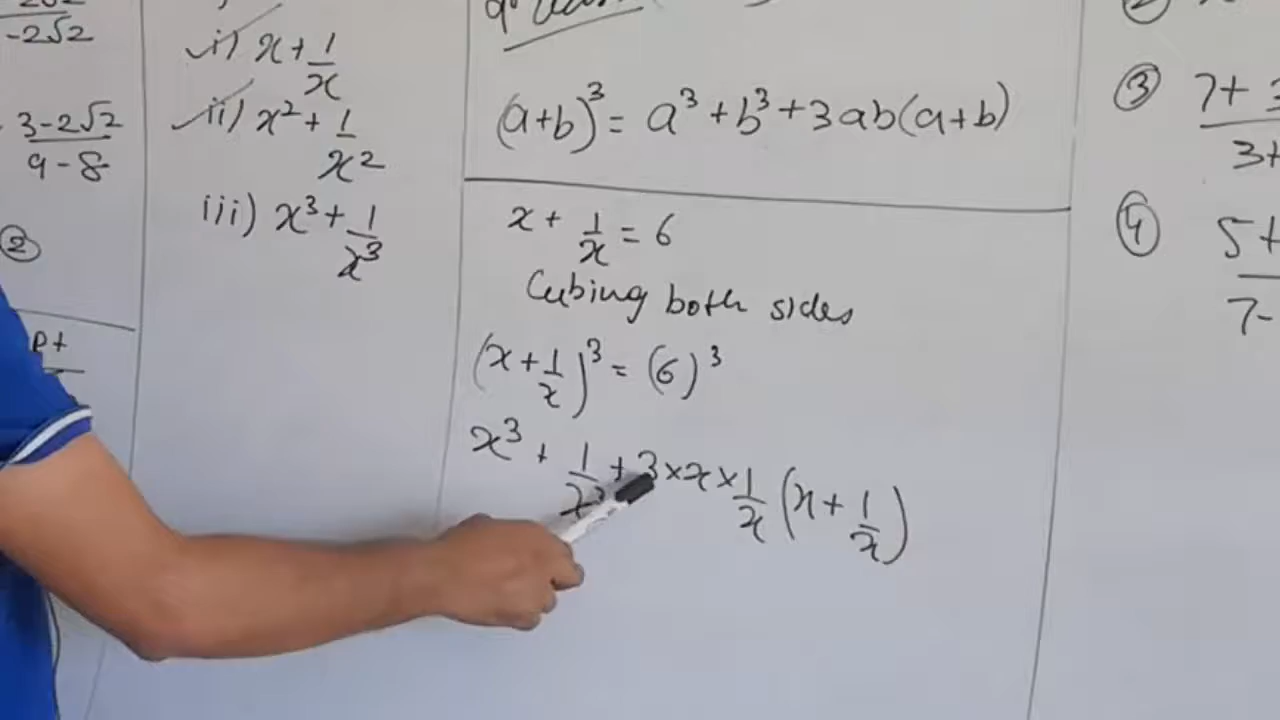 -2√2
3-2√2
9-8
②
i) x+1/x
ii) x²+1/x²
iii) x³+1/x³
(a+b)³= a³+b³+3ab(a+b)
x+1/x=6
Cubing both sides
(x+1/x)³=(6)³
x³+1/x³+3×x×1/x(x+1/x)
③ 7+
3+
④ 5+
7-